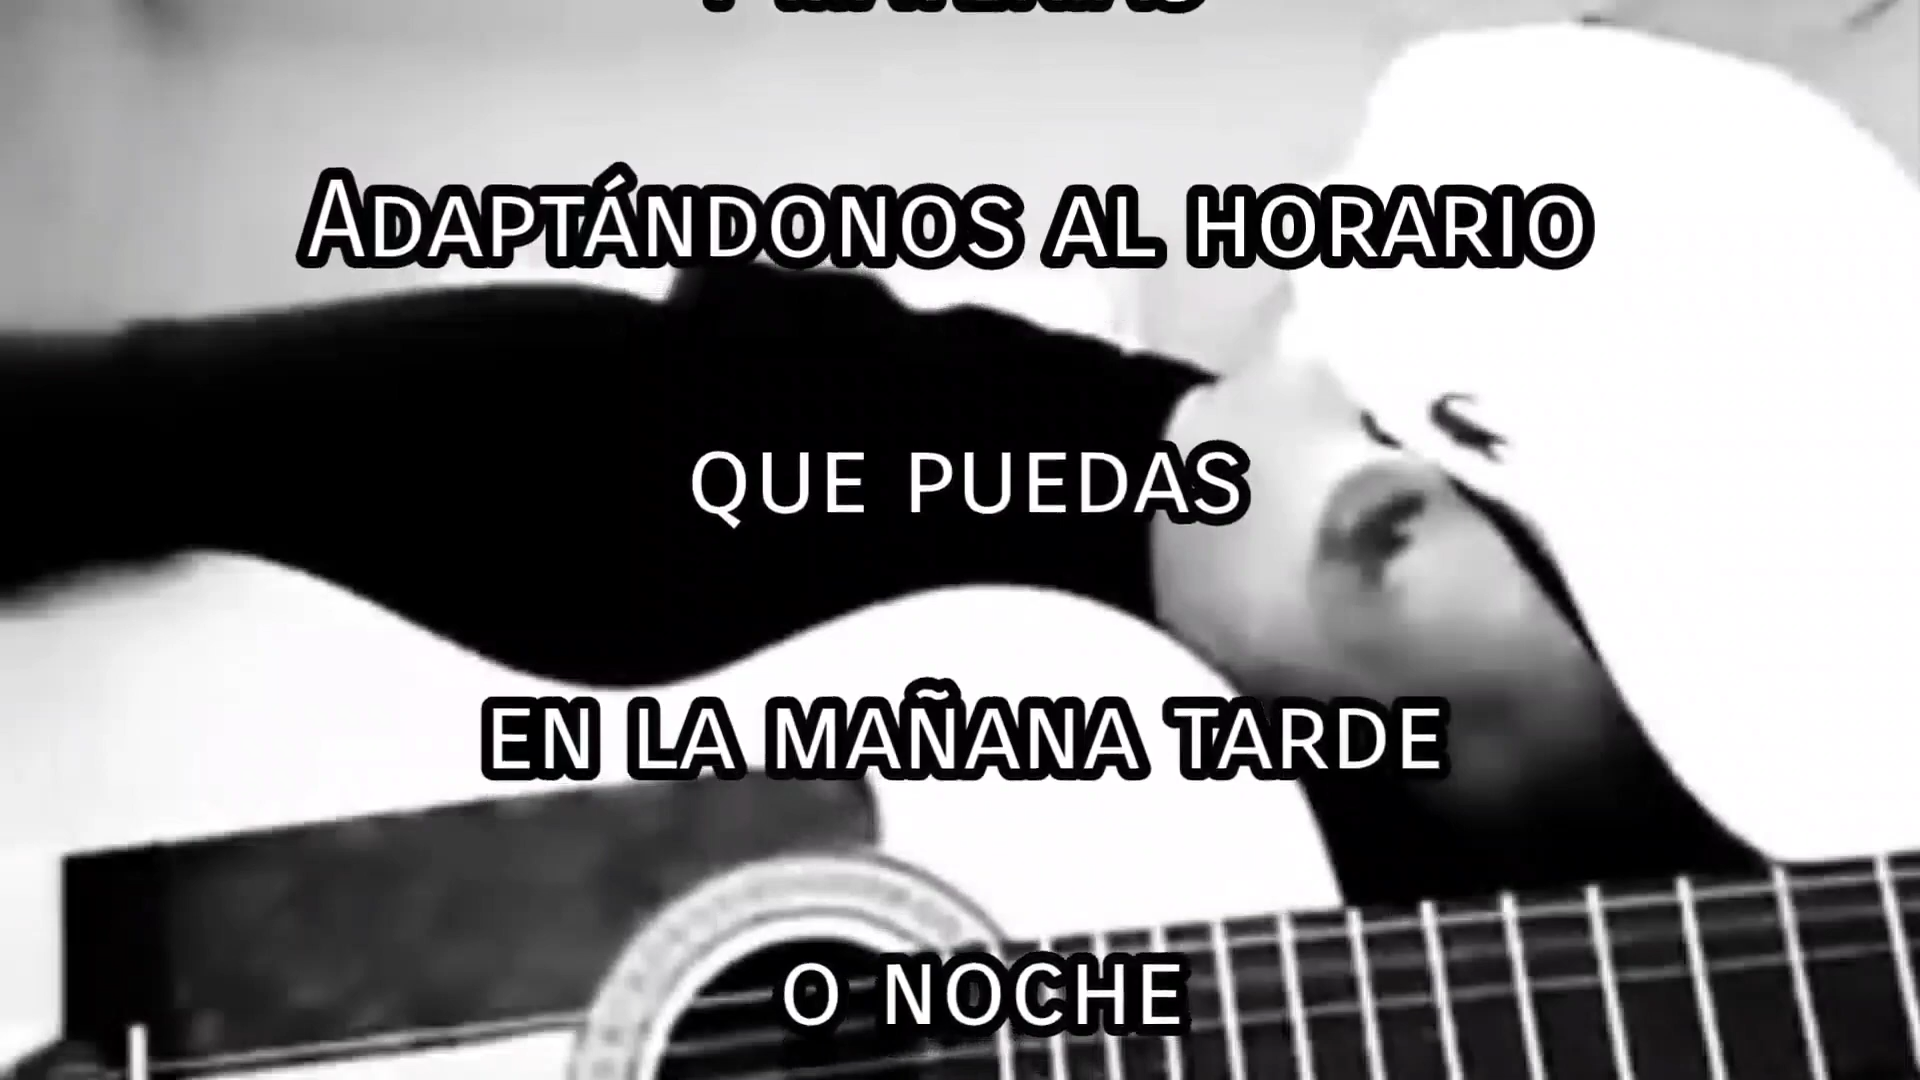 Adaptándonos al horario
que puedas
en la mañana tarde
o noche